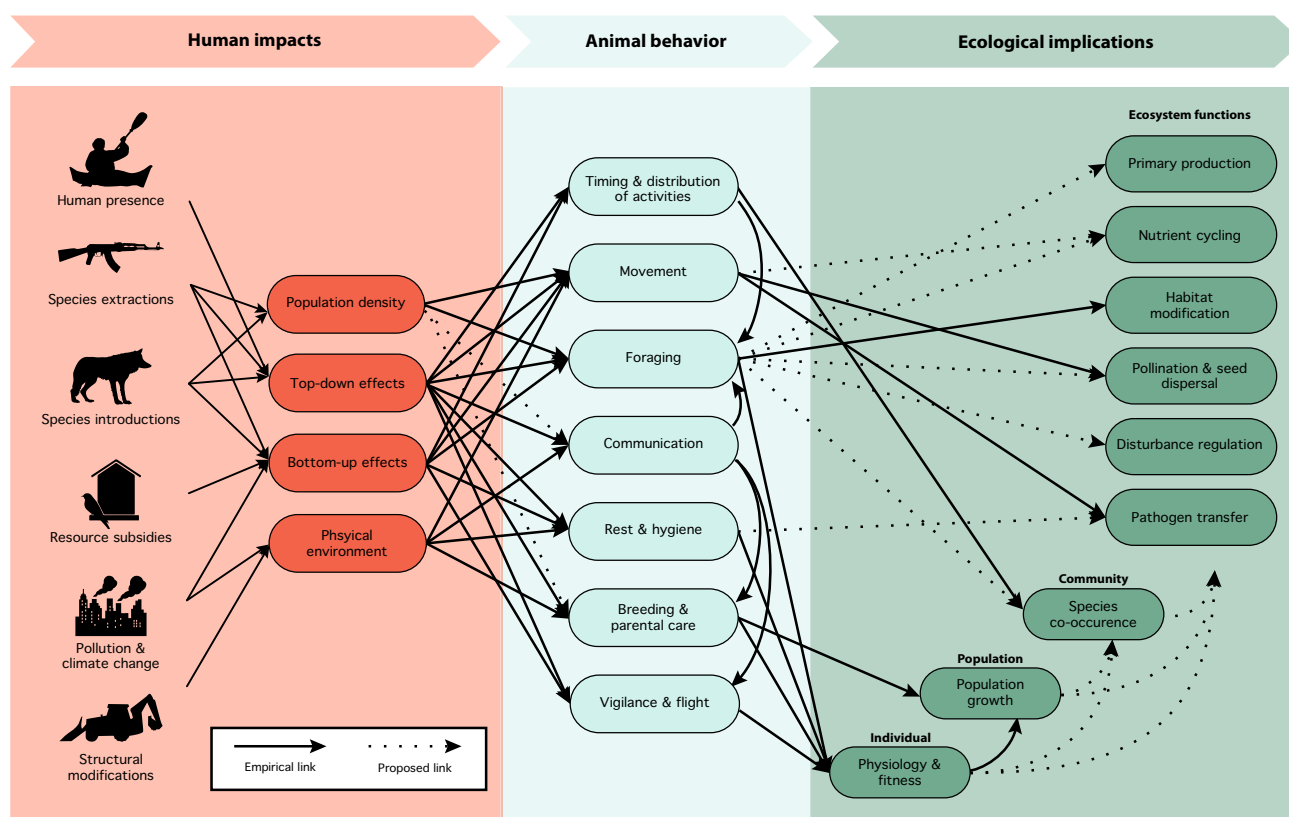 Human impacts
Animal behavior
Ecological implications
Human presence
Species extractions
Species introductions
Resource subsidies
Pollution &
climate change
Structural
modifications
Population density
Top-down effects
Bottom-up effects
Phsyical
environment
Empirical link
Proposed link
Timing & distribution
of activities
Movement
Foraging
Communication
Rest & hygiene
Breeding &
parental care
Vigilance & flight
Ecosystem functions
Primary production
Nutrient cycling
Habitat
modification
Pollination & seed
dispersal
Disturbance regulation
Pathogen transfer
Community
Species
co-occurence
Population
Population
growth
Individual
Physiology &
fitness